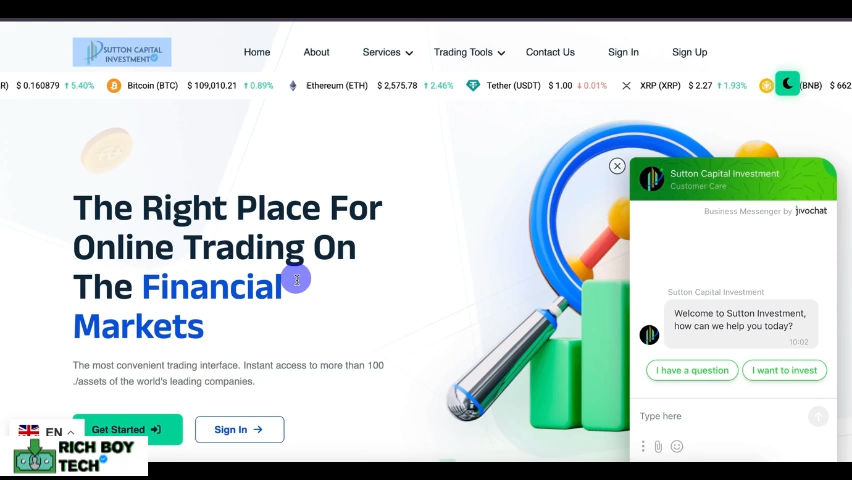 SUTTON CAPITAL
INVESTMENT
Home About Services Trading Tools Contact Us Sign In Sign Up
R) $ 0.160879 ↑ 5.40% Bitcoin (BTC) $ 109,010.21 ↑ 0.89% Ethereum (ETH) $ 2,575.78 ↑ 2.46% Tether (USDT) $ 1.00 ↓ 0.01% XRP (XRP) $ 2.27 ↑ 1.93% (BNB) $ 662
The Right Place For
Online Trading On
The Financial
Markets
The most convenient trading interface. Instant access to more than 100
./assets of the world's leading companies.
Get Started
Sign In →
EN
RICH BOY
TECH
Sutton Capital Investment
Customer Care
Business Messenger by jivochat
Sutton Capital Investment
Welcome to Sutton Investment,
how can we help you today?
10:02
I have a question
I want to invest
Type here